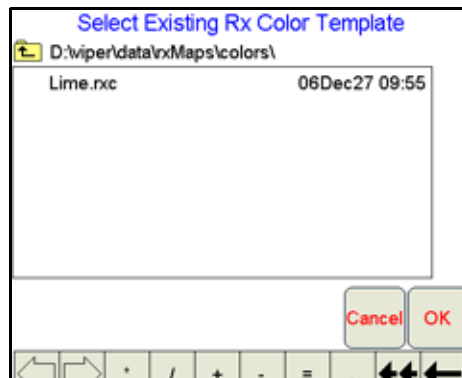 Select Existing Rx Color Template
D:\viper\data\rxMaps\colors\
Lime.rxc 06Dec27 09:55
Cancel OK
* / + - =